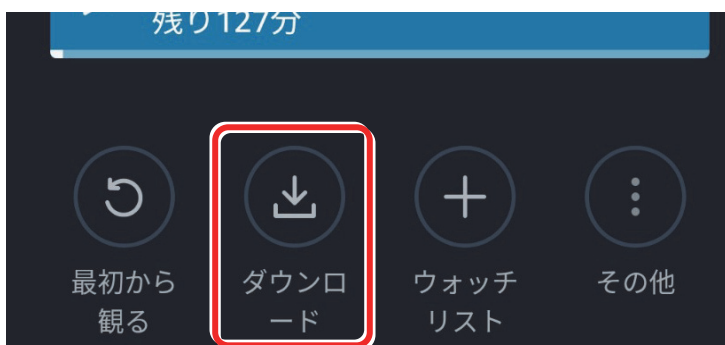 残り127分
最初から
観る
ダウンロ
ード
ウォッチ
リスト
その他